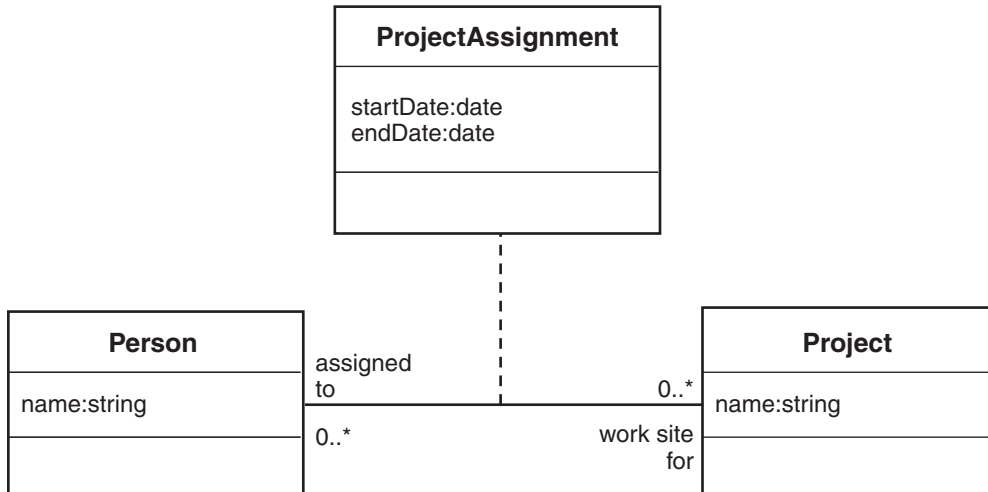 ProjectAssignment
startDate:date
endDate:date
Person
name:string
assigned
to
0..*
0..*
work site
for
Project
name:string